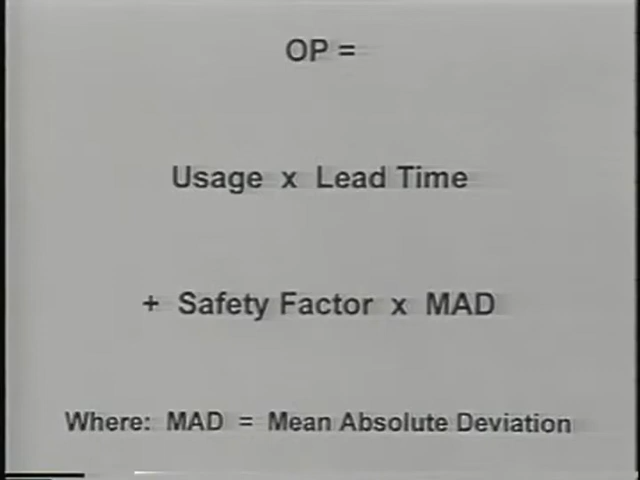 OP =
Usage x Lead Time
+ Safety Factor x MAD
Where: MAD = Mean Absolute Deviation